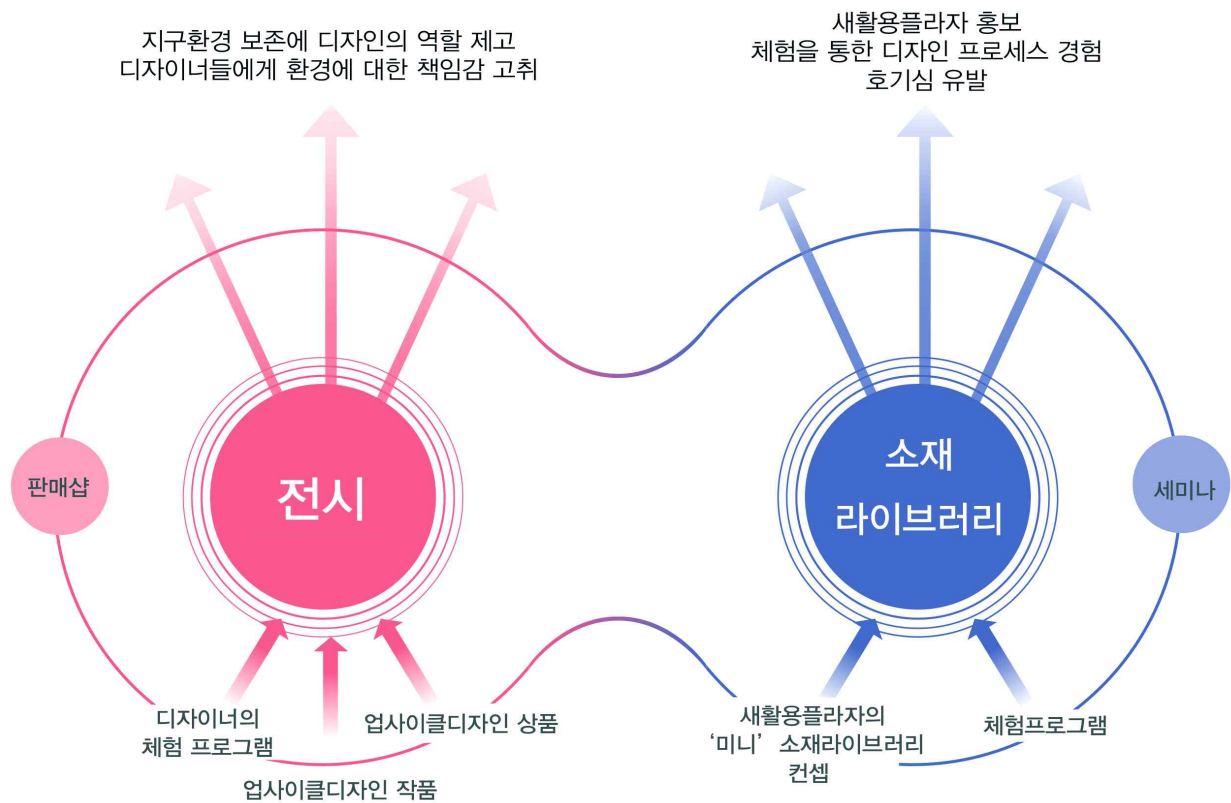 지구환경 보존에 디자인의 역할 제고
디자이너들에게 환경에 대한 책임감 고취
새활용플라자 홍보
체험을 통한 디자인 프로세스 경험
호기심 유발
판매샵
전시
소재
라이브러리
세미나
디자이너의
체험 프로그램
업사이클디자인 상품
업사이클디자인 작품
새활용플라자의
‘미니’ 소재라이브러리
컨셉
체험프로그램